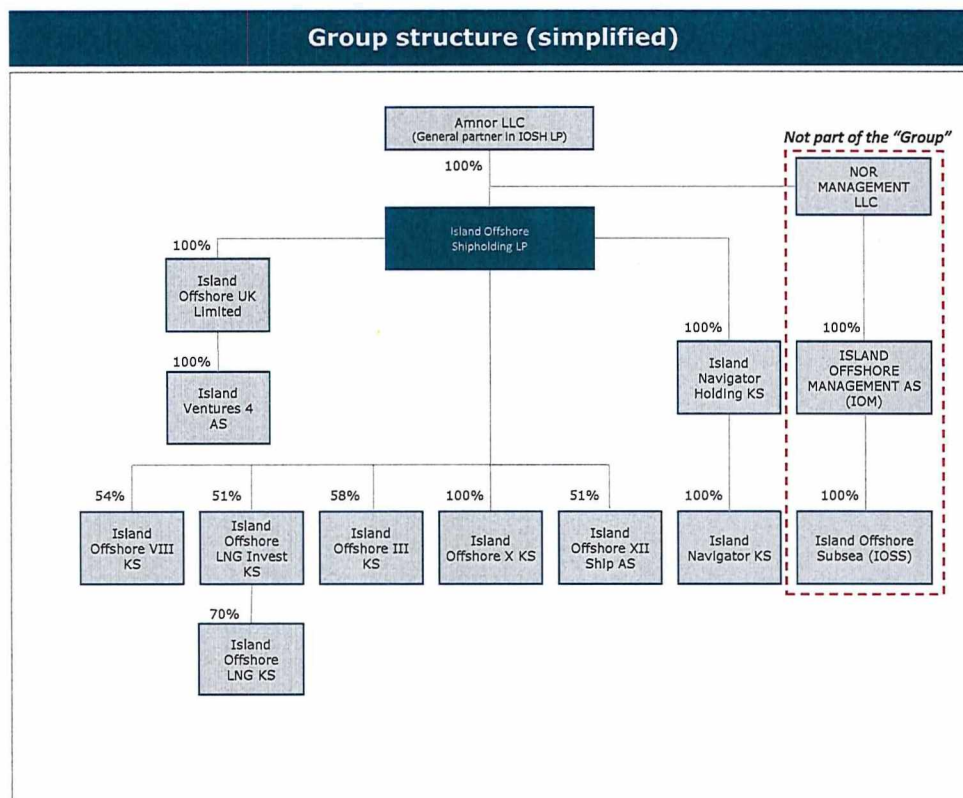 Group structure (simplified)
Amnor LLC
(General partner in IOSH LP)
Not part of the "Group"
100%
NOR
MANAGEMENT
LLC
Island Offshore
Shipholding LP
100%
Island
Offshore UK
Limited
100%
Island
Ventures 4
AS
100%
Island
Navigator
Holding KS
100%
ISLAND
OFFSHORE
MANAGEMENT AS
(IOM)
54%
Island
Offshore VIII
KS
51%
Island
Offshore
LNG Invest
KS
58%
Island
Offshore III
KS
100%
Island
Offshore X KS
51%
Island
Offshore XII
Ship AS
100%
Island
Navigator KS
100%
Island Offshore
Subsea (IOSS)
70%
Island
Offshore
LNG KS